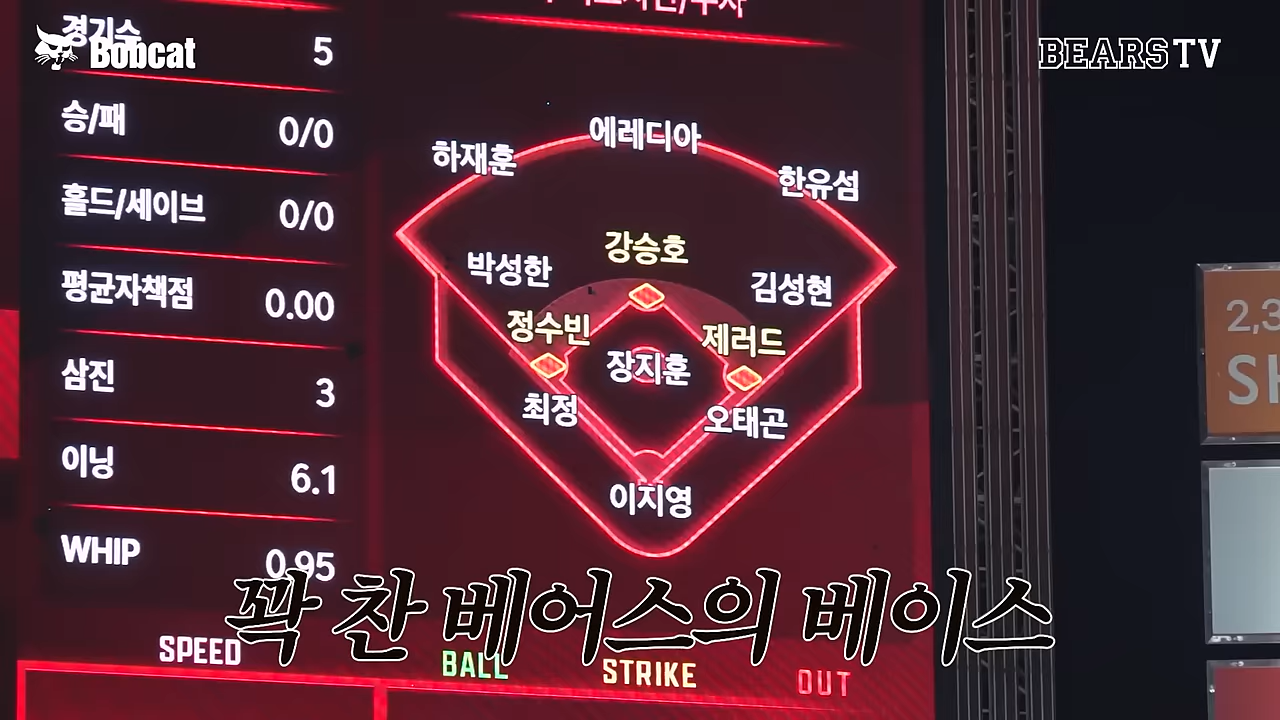 경기수 5
Bobcat
BEARS TV
승/패 0/0
홀드/세이브 0/0
평균자책점 0.00
삼진 3
이닝 6.1
WHIP 0.95
에레디아
하재훈
한유섬
강승호
박성한
김성현
정수빈
제러드
장지훈
최정
오태곤
이지영
2,3
SH
꽉 찬 베어스의 베이스
SPEED
BALL
STRIKE
OUT